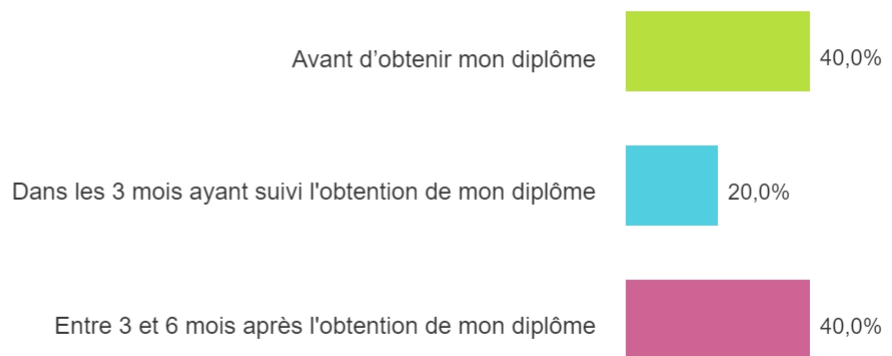 Avant d’obtenir mon diplôme 40,0%
Dans les 3 mois ayant suivi l'obtention de mon diplôme 20,0%
Entre 3 et 6 mois après l'obtention de mon diplôme 40,0%